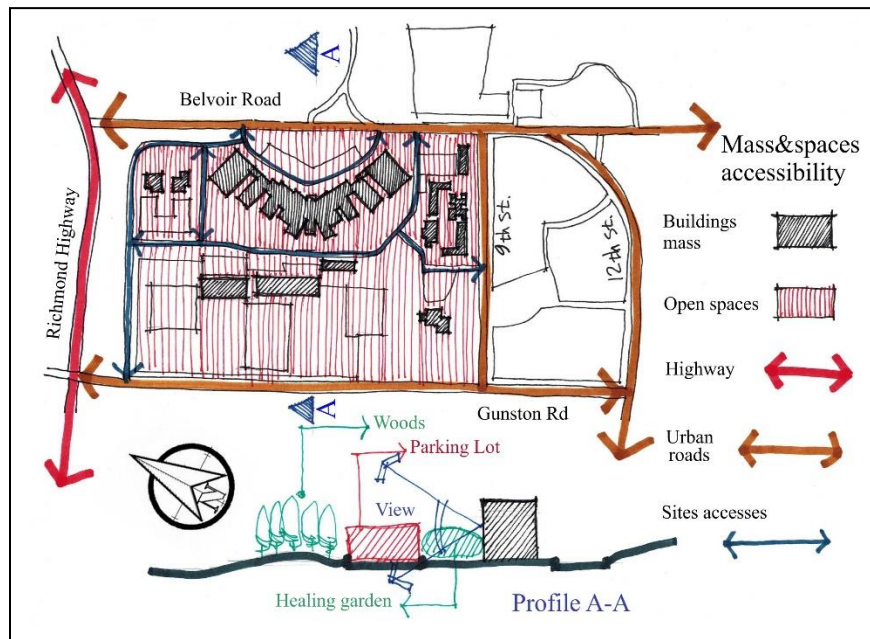 A
Belvoir Road
Mass&spaces
accessibility
Richmond Highway
9th st.
12th st.
Buildings
mass
Open spaces
Highway
A
Gunston Rd
Woods
Parking Lot
Urban
roads
View
Sites accesses
Healing garden
Profile A-A